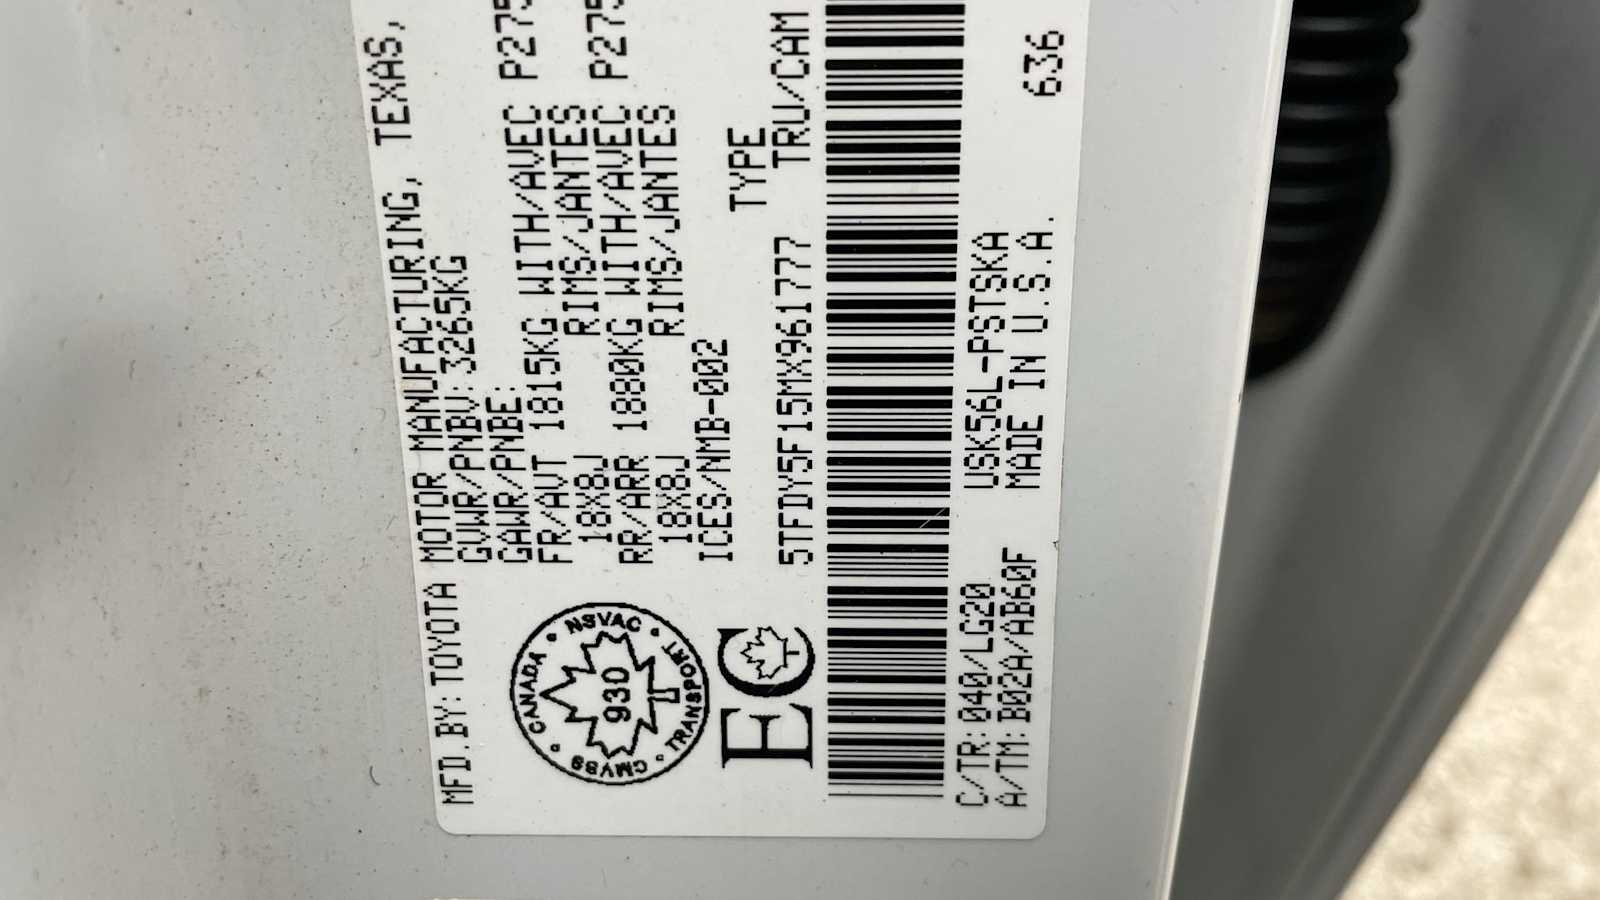 MFD.BY:TOYOTA MOTOR MANUFACTURING, TEXAS,
GVWR/PNBV:3265KG
GAWR/PNBE:
FR/AVT 1815KG WITH/AVEC P275
18X8J RIMS/JANTES
RR/ARR 1880KG WITH/AVEC P275
18X8J RIMS/JANTES
ICES/NMB-002
CANADA • NSVAC • TRANSPORT • CMVSS •
930
EC
TYPE
5TFDY5F15MX961777 TRU/CAM
C/TR:040/LG20 USK56L-PSTSKA
A/TM:B02A/AB60F MADE IN U.S.A. 636